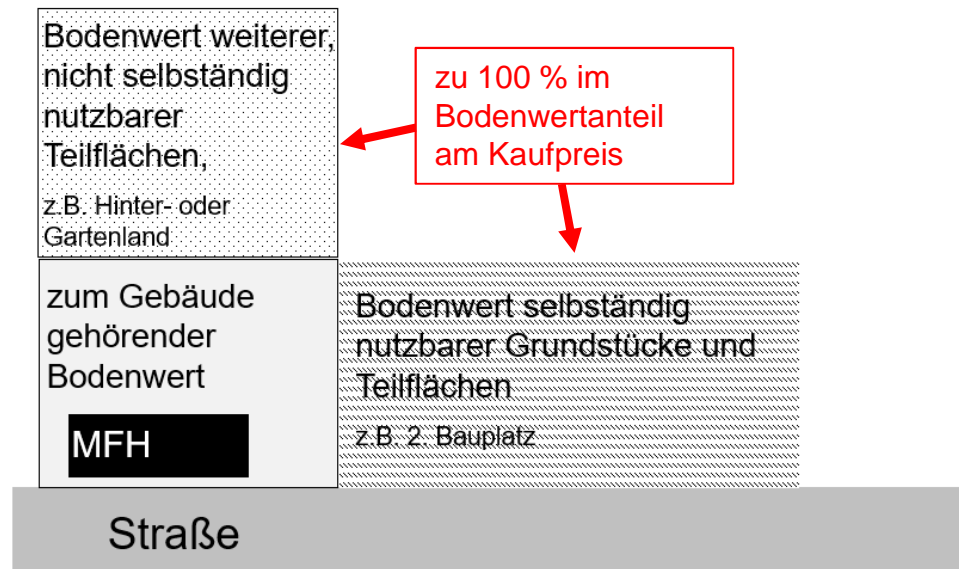 Bodenwert weiterer,
nicht selbständig
nutzbarer
Teilflächen,
z.B. Hinter- oder
Gartenland
zu 100 % im
Bodenwertanteil
am Kaufpreis
zum Gebäude
gehörender
Bodenwert
MFH
Bodenwert selbständig
nutzbarer Grundstücke und
Teilflächen
z.B. 2. Bauplatz
Straße